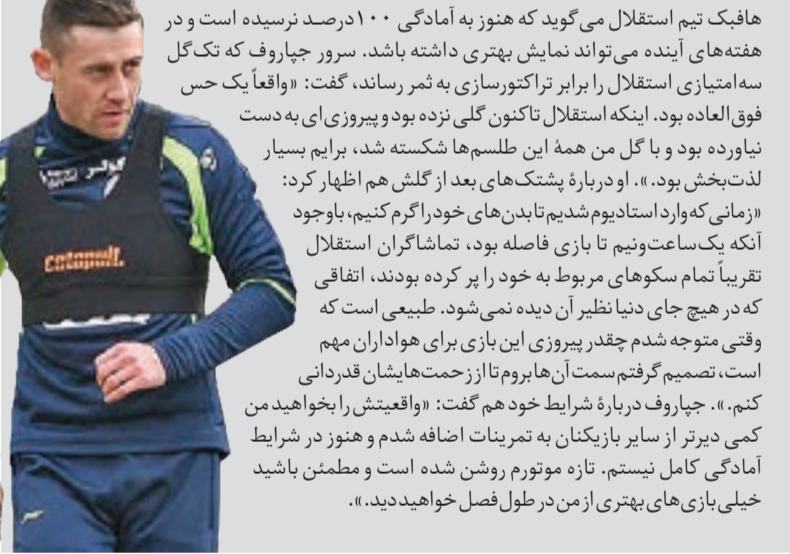 هافبک تیم استقلال می‌گوید که هنوز به آمادگی ۱۰۰درصد نرسیده است و در
هفته‌های آینده می‌تواند نمایش بهتری داشته باشد. سرور جپاروف که تک‌گل
سه‌امتیازی استقلال را برابر تراکتورسازی به ثمر رساند، گفت: «واقعاً یک حس
فوق‌العاده بود. اینکه استقلال تاکنون گلی نزده بود و پیروزی‌ای به دست
نیاورده بود و با گل من همهٔ این طلسم‌ها شکسته شد، برایم بسیار
لذت‌بخش بود.». او دربارهٔ پشتک‌های بعد از گلش هم اظهار کرد:
«زمانی که وارد استادیوم شدیم تا بدن‌های خود را گرم کنیم، باوجود
آنکه یک‌ساعت‌ونیم تا بازی فاصله بود، تماشاگران استقلال
تقریباً تمام سکوهای مربوط به خود را پر کرده بودند، اتفاقی
که در هیچ جای دنیا نظیر آن دیده نمی‌شود. طبیعی است که
وقتی متوجه شدم چقدر پیروزی این بازی برای هواداران مهم
است، تصمیم گرفتم سمت آن‌ها بروم تا از زحمت‌هایشان قدردانی
کنم.». جپاروف دربارهٔ شرایط خود هم گفت: «واقعیتش را بخواهید من
کمی دیرتر از سایر بازیکنان به تمرینات اضافه شدم و هنوز در شرایط
آمادگی کامل نیستم. تازه موتورم روشن شده است و مطمئن باشید
خیلی بازی‌های بهتری از من در طول فصل خواهید دید.».
catapult.